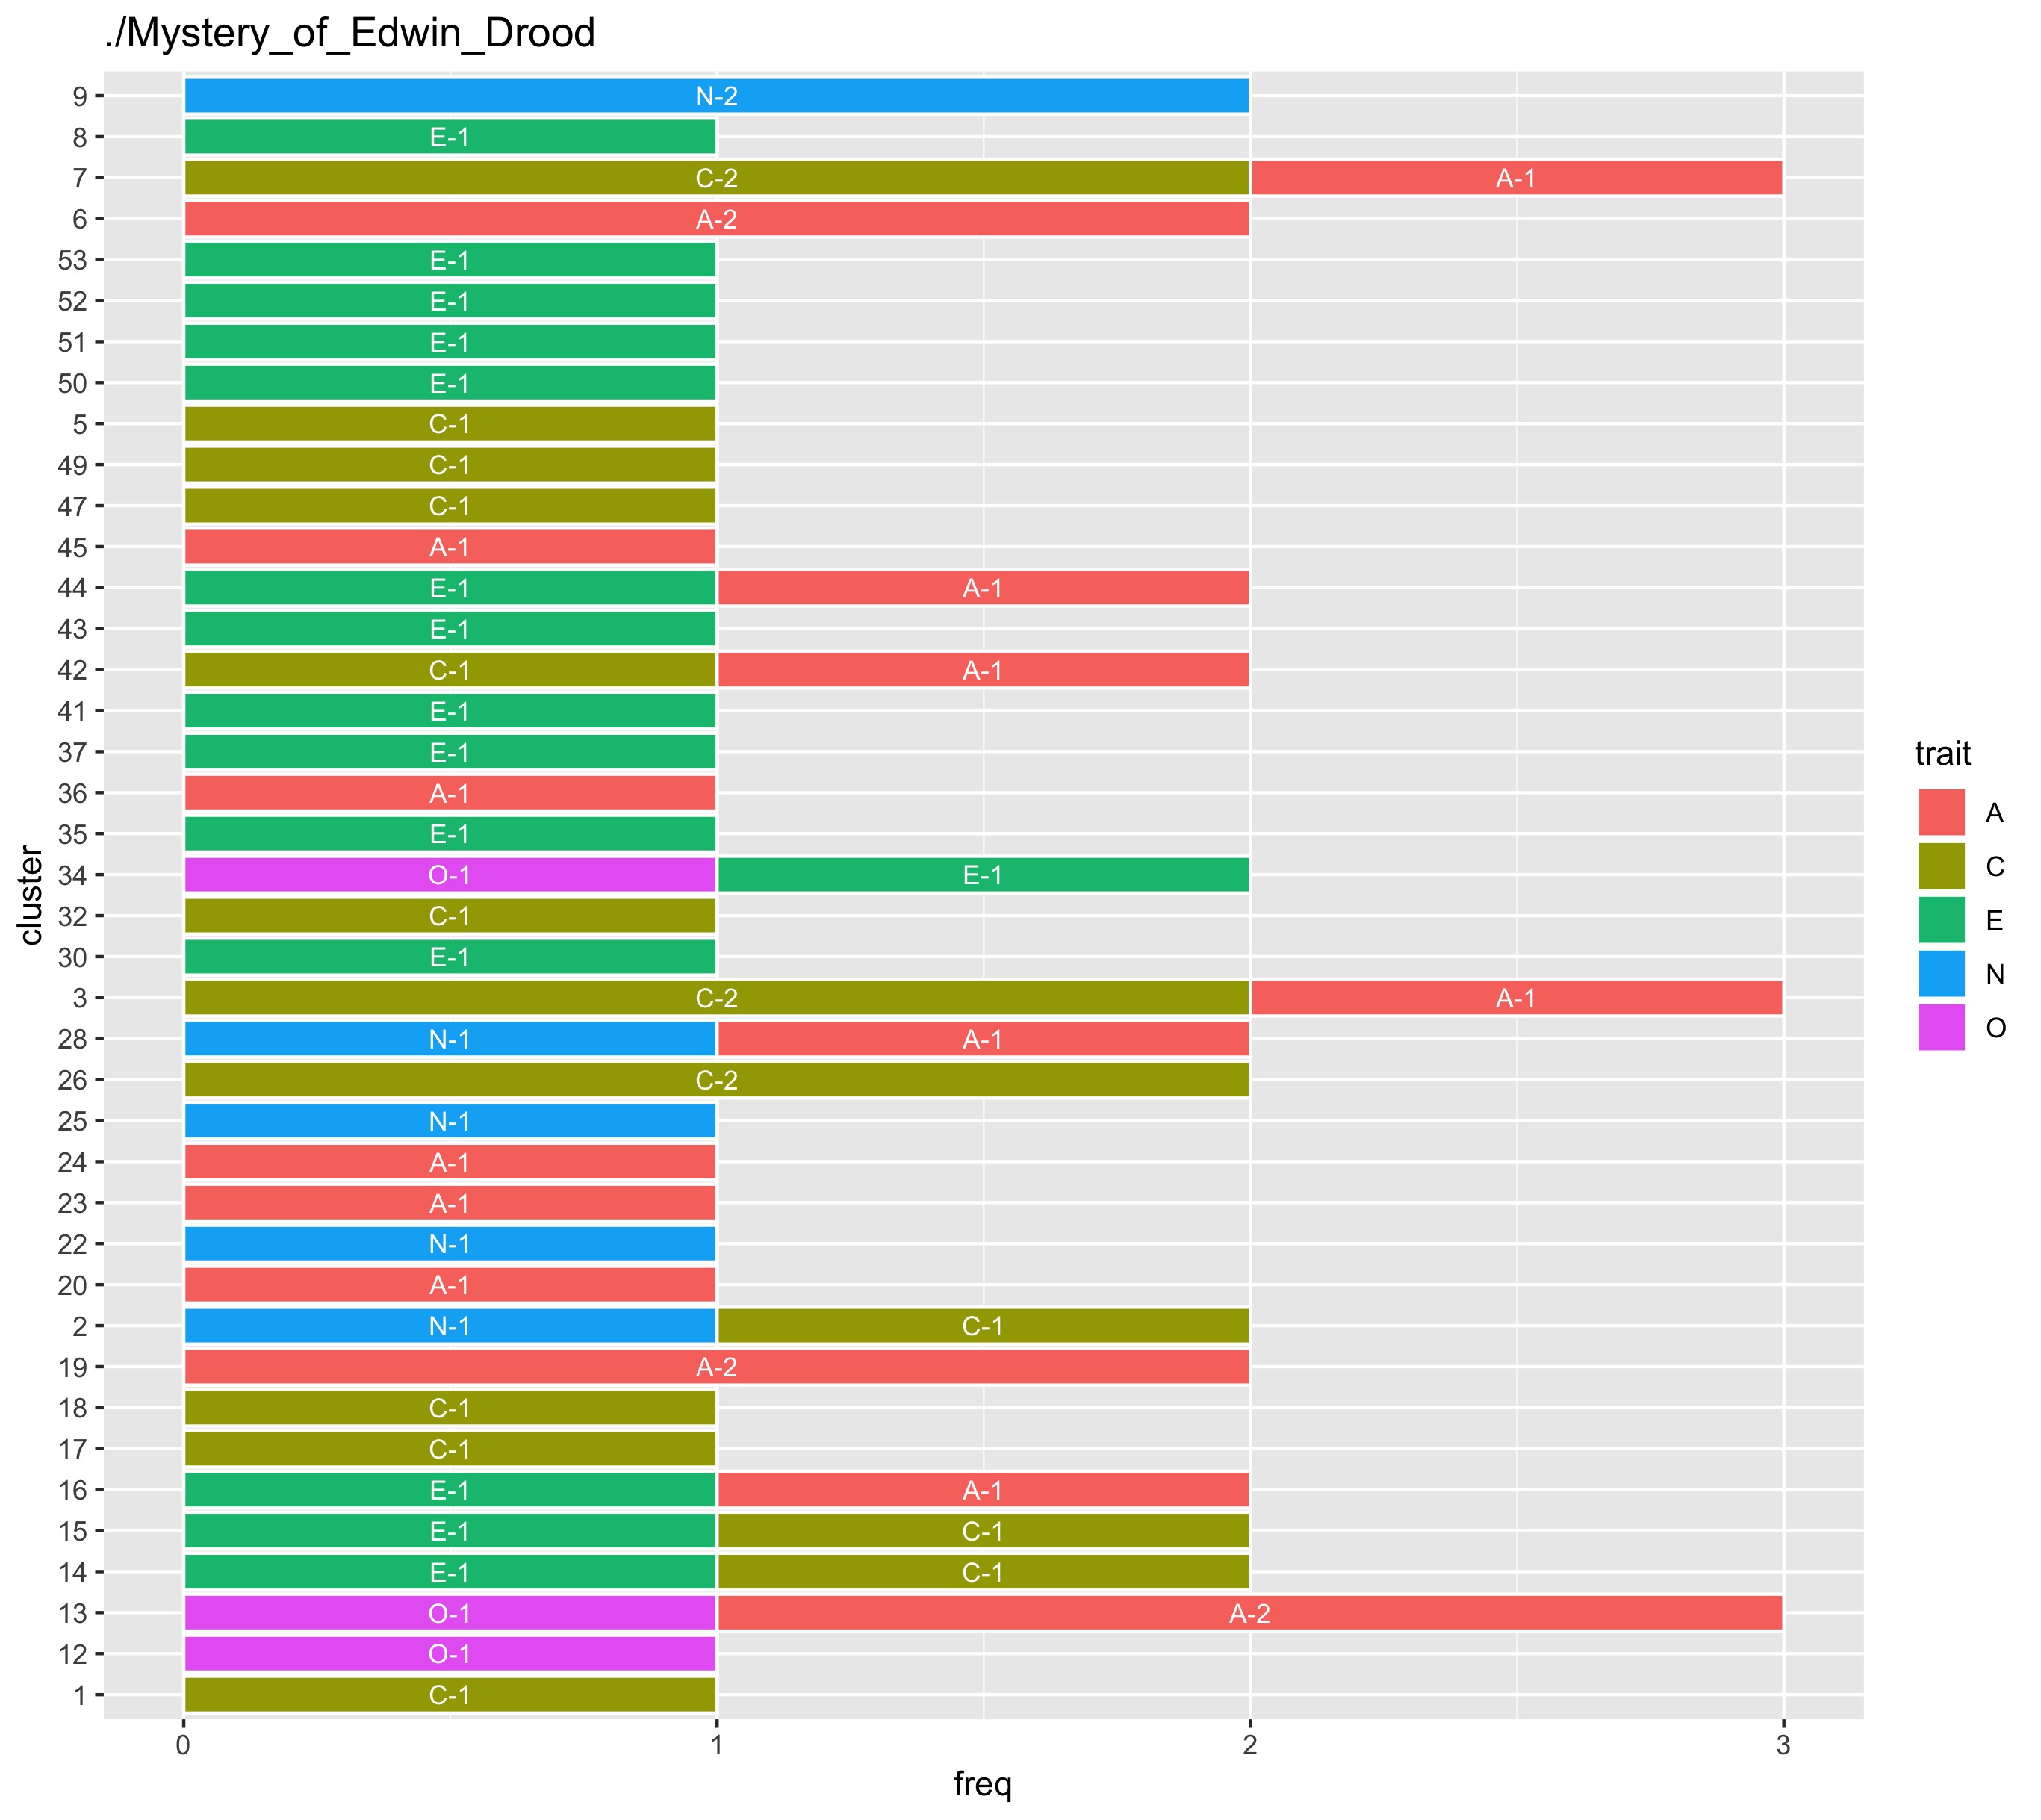 ./Mystery_of_Edwin_Drood
9 N-2
8 E-1
7 C-2 A-1
6 A-2
53 E-1
52 E-1
51 E-1
50 E-1
5 C-1
49 C-1
47 C-1
45 A-1
44 E-1 A-1
43 E-1
42 C-1 A-1
41 E-1
37 E-1
36 A-1
35 E-1
34 O-1 E-1
32 C-1
30 E-1
3 C-2 A-1
28 N-1 A-1
26 C-2
25 N-1
24 A-1
23 A-1
22 N-1
20 A-1
2 N-1 C-1
19 A-2
18 C-1
17 C-1
16 E-1 A-1
15 E-1 C-1
14 E-1 C-1
13 O-1 A-2
12 O-1
1 C-1
0 1 2 3
freq
cluster
trait
A
C
E
N
O